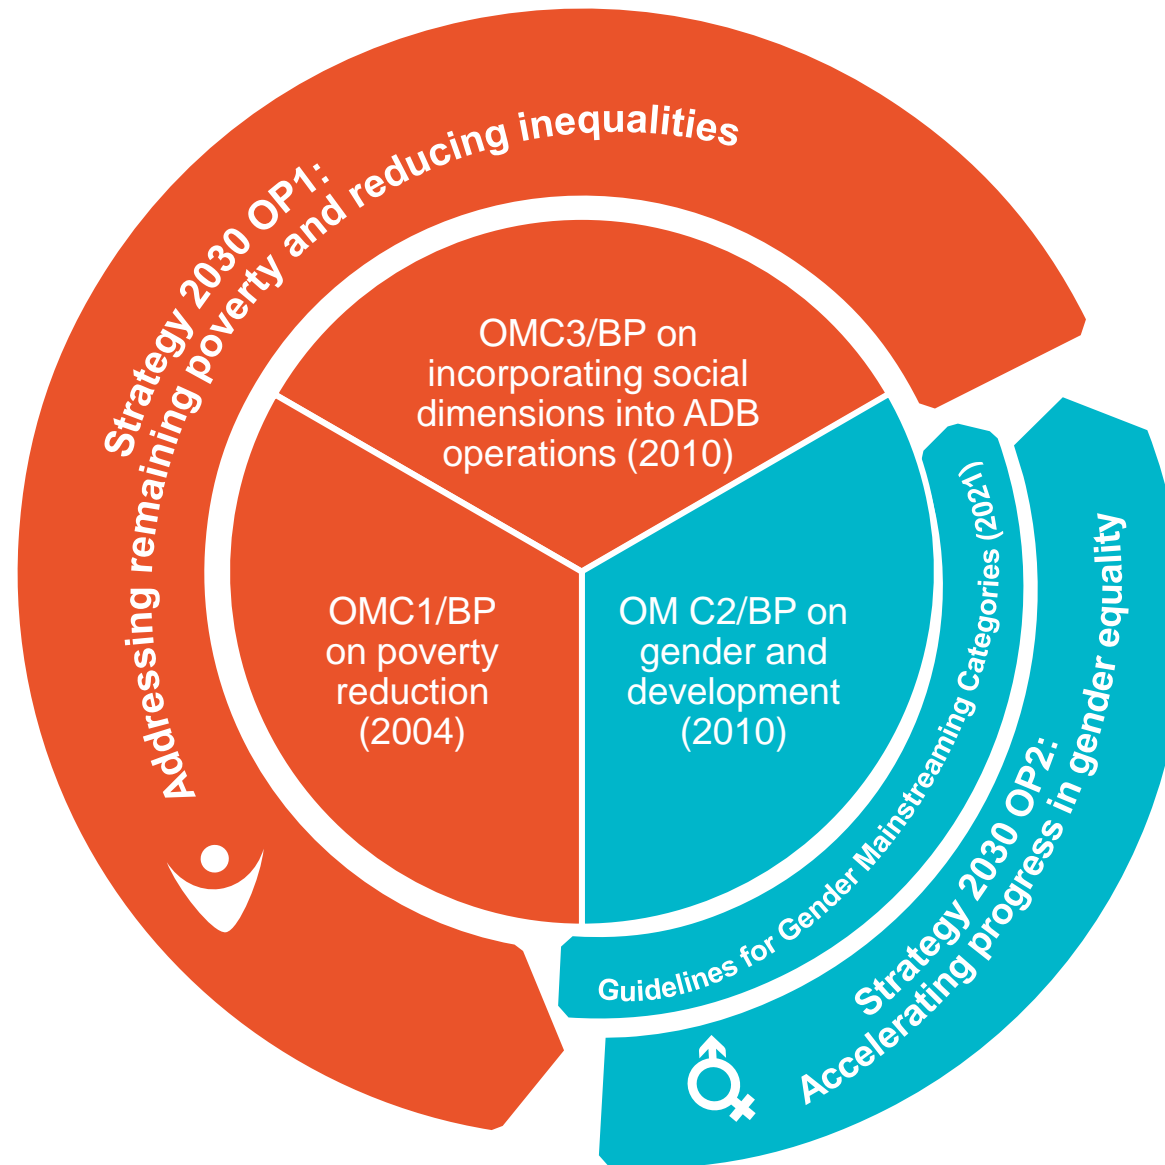 Strategy 2030 OP1:
Addressing remaining poverty and reducing inequalities
OMC3/BP on
incorporating social
dimensions into ADB
operations (2010)
OMC1/BP
on poverty
reduction
(2004)
OM C2/BP on
gender and
development
(2010)
Guidelines for Gender Mainstreaming Categories (2021)
Strategy 2030 OP2:
Accelerating progress in gender equality